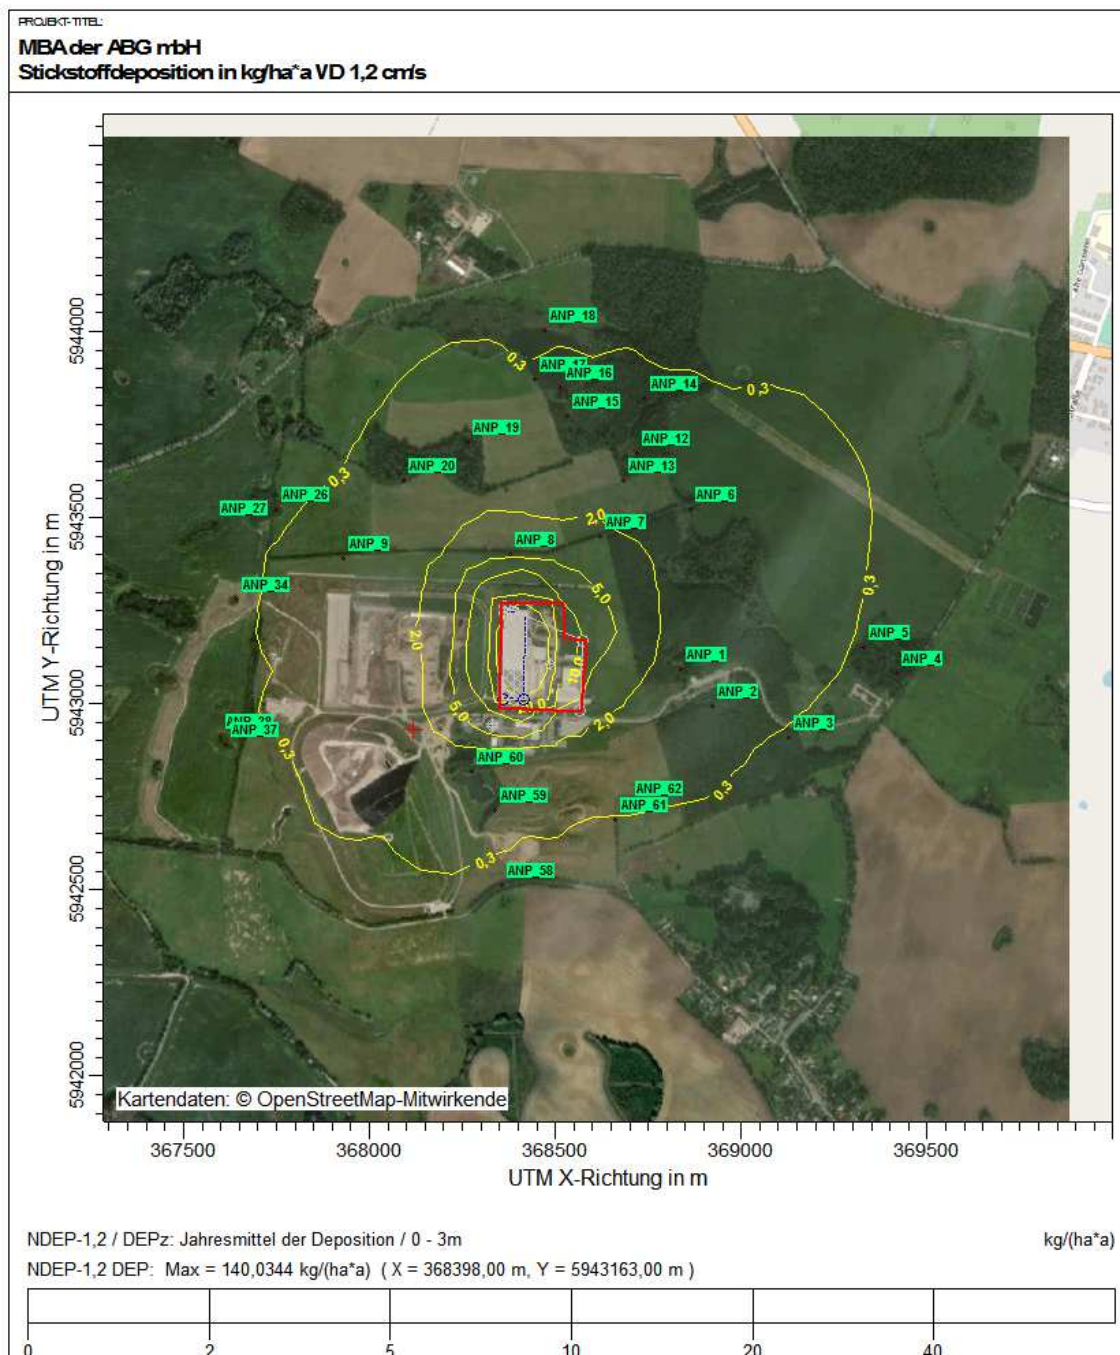 PROJEKT-TITEL:
MBA der ABG mbH
Stickstoffdeposition in kg/ha*a VD 1,2 cm/s
UTM Y-Richtung in m
5944000
5943500
5943000
5942500
5942000
ANP_18
0,3
ANP_17
ANP_16
ANP_14
0,3
ANP_15
ANP_19
ANP_12
ANP_20
ANP_13
0,3
ANP_26
ANP_6
ANP_27
2,0
ANP_7
ANP_9
ANP_8
ANP_34
5,0
0,3
2,0
ANP_5
ANP_1
ANP_4
10,0
ANP_2
5,0
2,0
ANP_3
ANP_37
0,3
ANP_60
ANP_59
ANP_62
0,3
ANP_61
0,3
ANP_58
Kartendaten: © OpenStreetMap-Mitwirkende
367500
368000
368500
369000
369500
UTM X-Richtung in m
NDEP-1,2 / DEPz: Jahresmittel der Deposition / 0 - 3m
kg/(ha*a)
NDEP-1,2 DEP: Max = 140,0344 kg/(ha*a) ( X = 368398,00 m, Y = 5943163,00 m )
0
2
5
10
20
40